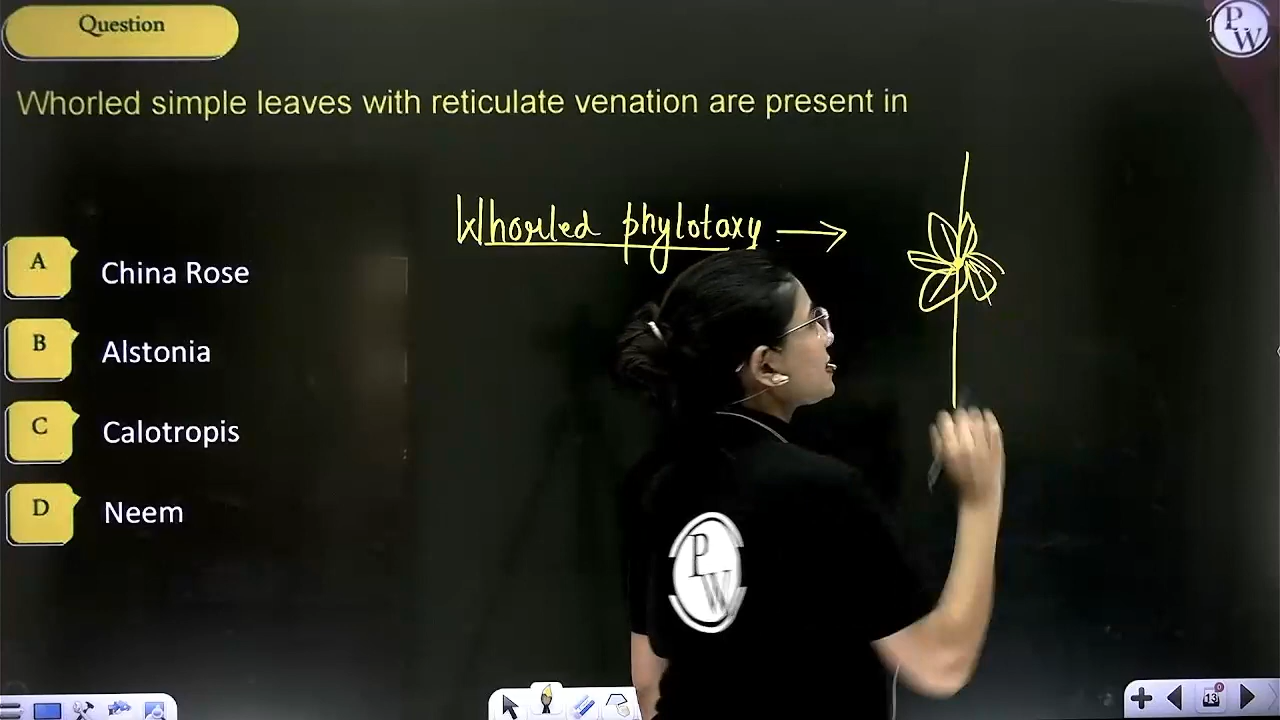 Question
PW
Whorled simple leaves with reticulate venation are present in
Whorled phylotaxy
A China Rose
B Alstonia
C Calotropis
D Neem
PW
13